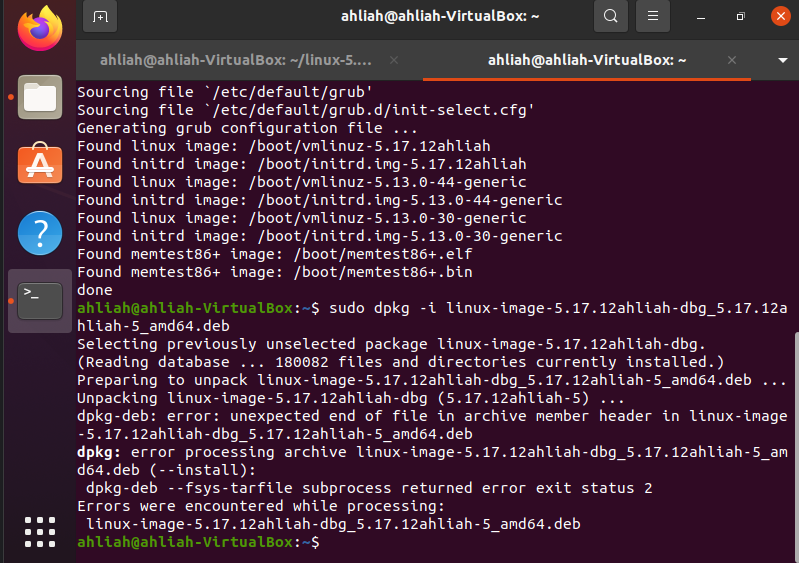 ahliah@ahliah-VirtualBox: ~
ahliah@ahliah-VirtualBox: ~/linux-5....
ahliah@ahliah-VirtualBox: ~
Sourcing file `/etc/default/grub'
Sourcing file `/etc/default/grub.d/init-select.cfg'
Generating grub configuration file ...
Found linux image: /boot/vmlinuz-5.17.12ahliah
Found initrd image: /boot/initrd.img-5.17.12ahliah
Found linux image: /boot/vmlinuz-5.13.0-44-generic
Found initrd image: /boot/initrd.img-5.13.0-44-generic
Found linux image: /boot/vmlinuz-5.13.0-30-generic
Found initrd image: /boot/initrd.img-5.13.0-30-generic
Found memtest86+ image: /boot/memtest86+.elf
Found memtest86+ image: /boot/memtest86+.bin
done
ahliah@ahliah-VirtualBox:~$ sudo dpkg -i linux-image-5.17.12ahliah-dbg_5.17.12a
hliah-5_amd64.deb
Selecting previously unselected package linux-image-5.17.12ahliah-dbg.
(Reading database ... 180082 files and directories currently installed.)
Preparing to unpack linux-image-5.17.12ahliah-dbg_5.17.12ahliah-5_amd64.deb ...
Unpacking linux-image-5.17.12ahliah-dbg (5.17.12ahliah-5) ...
dpkg-deb: error: unexpected end of file in archive member header in linux-image
-5.17.12ahliah-dbg_5.17.12ahliah-5_amd64.deb
dpkg: error processing archive linux-image-5.17.12ahliah-dbg_5.17.12ahliah-5_am
d64.deb (--install):
 dpkg-deb --fsys-tarfile subprocess returned error exit status 2
Errors were encountered while processing:
 linux-image-5.17.12ahliah-dbg_5.17.12ahliah-5_amd64.deb
ahliah@ahliah-VirtualBox:~$